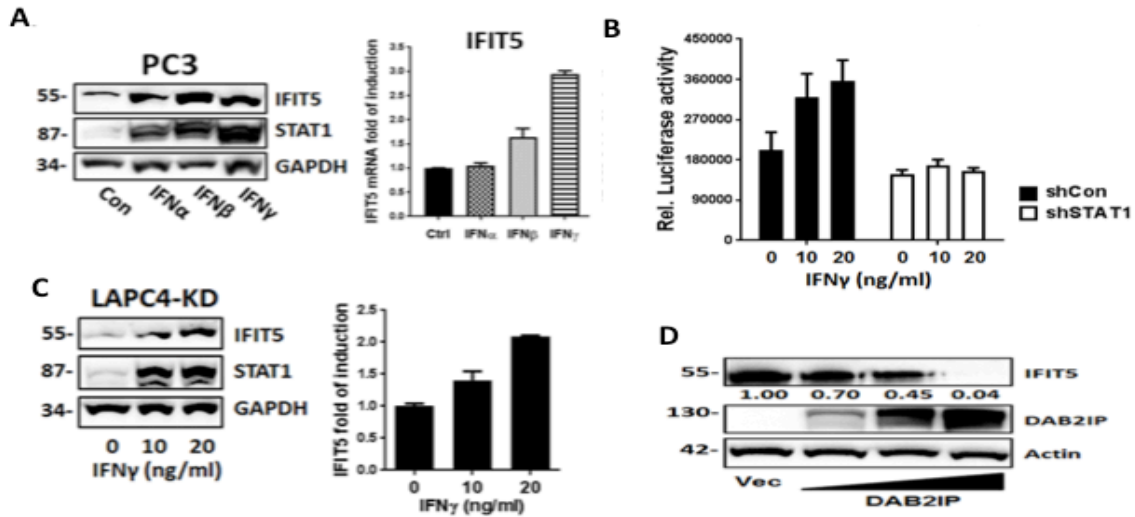 A
PC3
55-
IFIT5
87-
STAT1
34-
GAPDH
Con
IFNα
IFNβ
IFNγ
IFIT5
IFIT5 mRNA fold of induction
3.5
3.0
2.5
2.0
1.5
1.0
0.5
0.0
Ctrl IFNα IFNβ IFNγ
B
Rel. Luciferase activity
450000
360000
270000
180000
90000
0
shCon
shSTAT1
0 10 20 0 10 20
IFNγ (ng/ml)
C
LAPC4-KD
55-
IFIT5
87-
STAT1
34-
GAPDH
0 10 20
IFNγ (ng/ml)
IFIT5 fold of induction
2.5
2.0
1.5
1.0
0.5
0.0
0 10 20
IFNγ (ng/ml)
D
55-
IFIT5
1.00 0.70 0.45 0.04
130-
DAB2IP
42-
Actin
Vec
DAB2IP